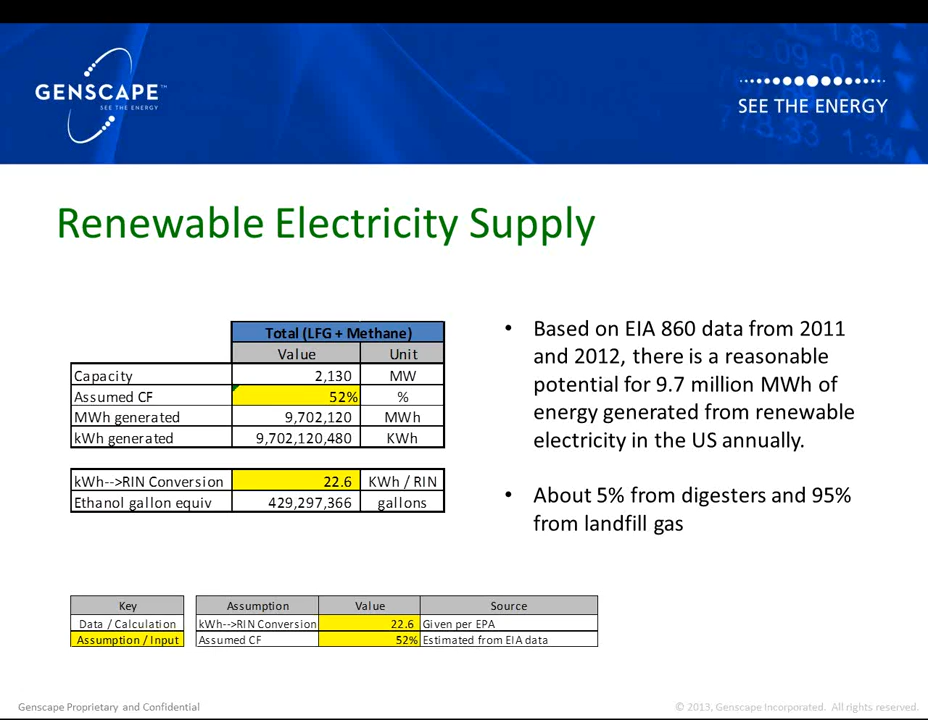 GENSCAPE™
SEE THE ENERGY
SEE THE ENERGY
1.83
1.34
Renewable Electricity Supply
Total (LFG + Methane)
Value Unit
Capacity 2,130 MW
Assumed CF 52% %
MWh generated 9,702,120 MWh
kWh generated 9,702,120,480 KWh
kWh-->RIN Conversion 22.6 KWh / RIN
Ethanol gallon equiv 429,297,366 gallons
• Based on EIA 860 data from 2011
and 2012, there is a reasonable
potential for 9.7 million MWh of
energy generated from renewable
electricity in the US annually.
• About 5% from digesters and 95%
from landfill gas
Key
Data / Calculation
Assumption / Input
Assumption Value Source
kWh-->RIN Conversion 22.6 Given per EPA
Assumed CF 52% Estimated from EIA data
Genscape Proprietary and Confidential
© 2013, Genscape Incorporated. All rights reserved.